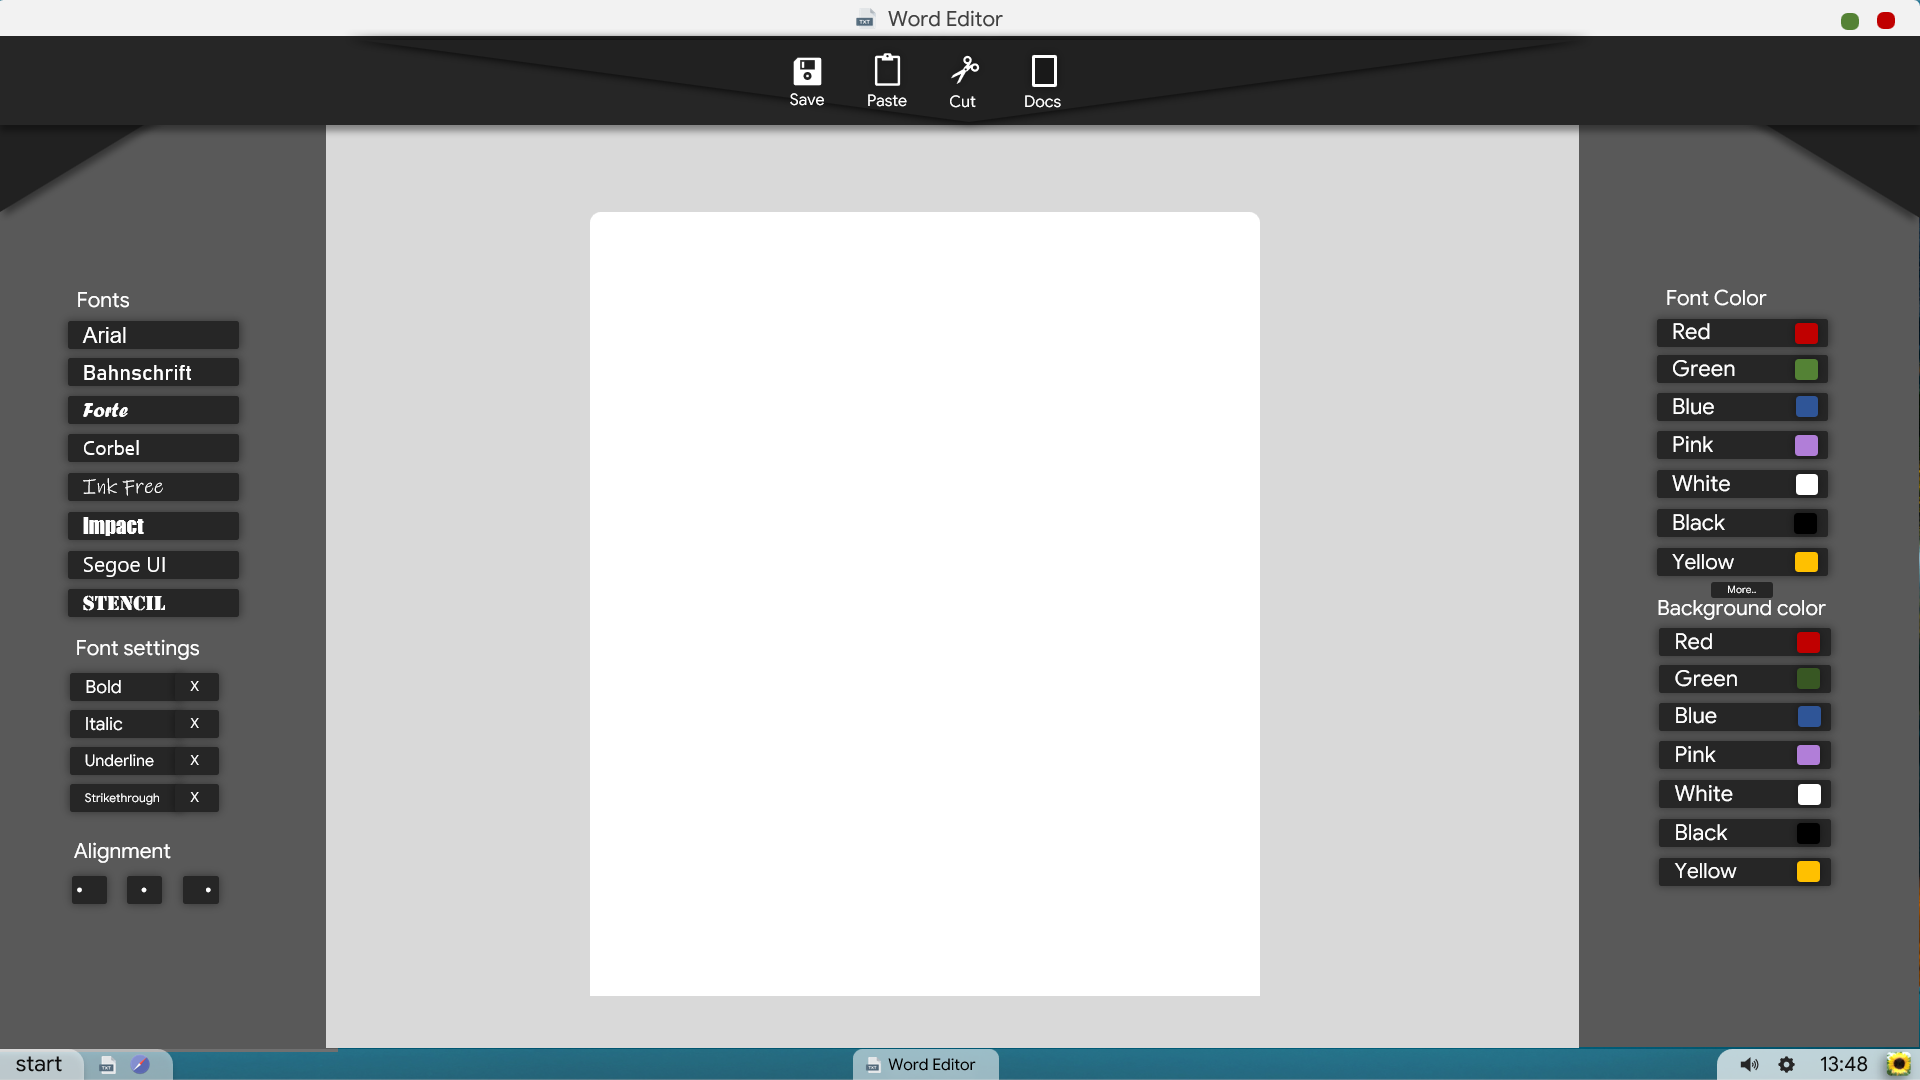 Word Editor
Save
Paste
Cut
Docs
Fonts
Arial
Bahnschrift
Forte
Corbel
Ink Free
Impact
Segoe UI
STENCIL
Font settings
Bold X
Italic X
Underline X
Strikethrough X
Alignment
Font Color
Red
Green
Blue
Pink
White
Black
Yellow
More..
Background color
Red
Green
Blue
Pink
White
Black
Yellow
start
Word Editor
13:48